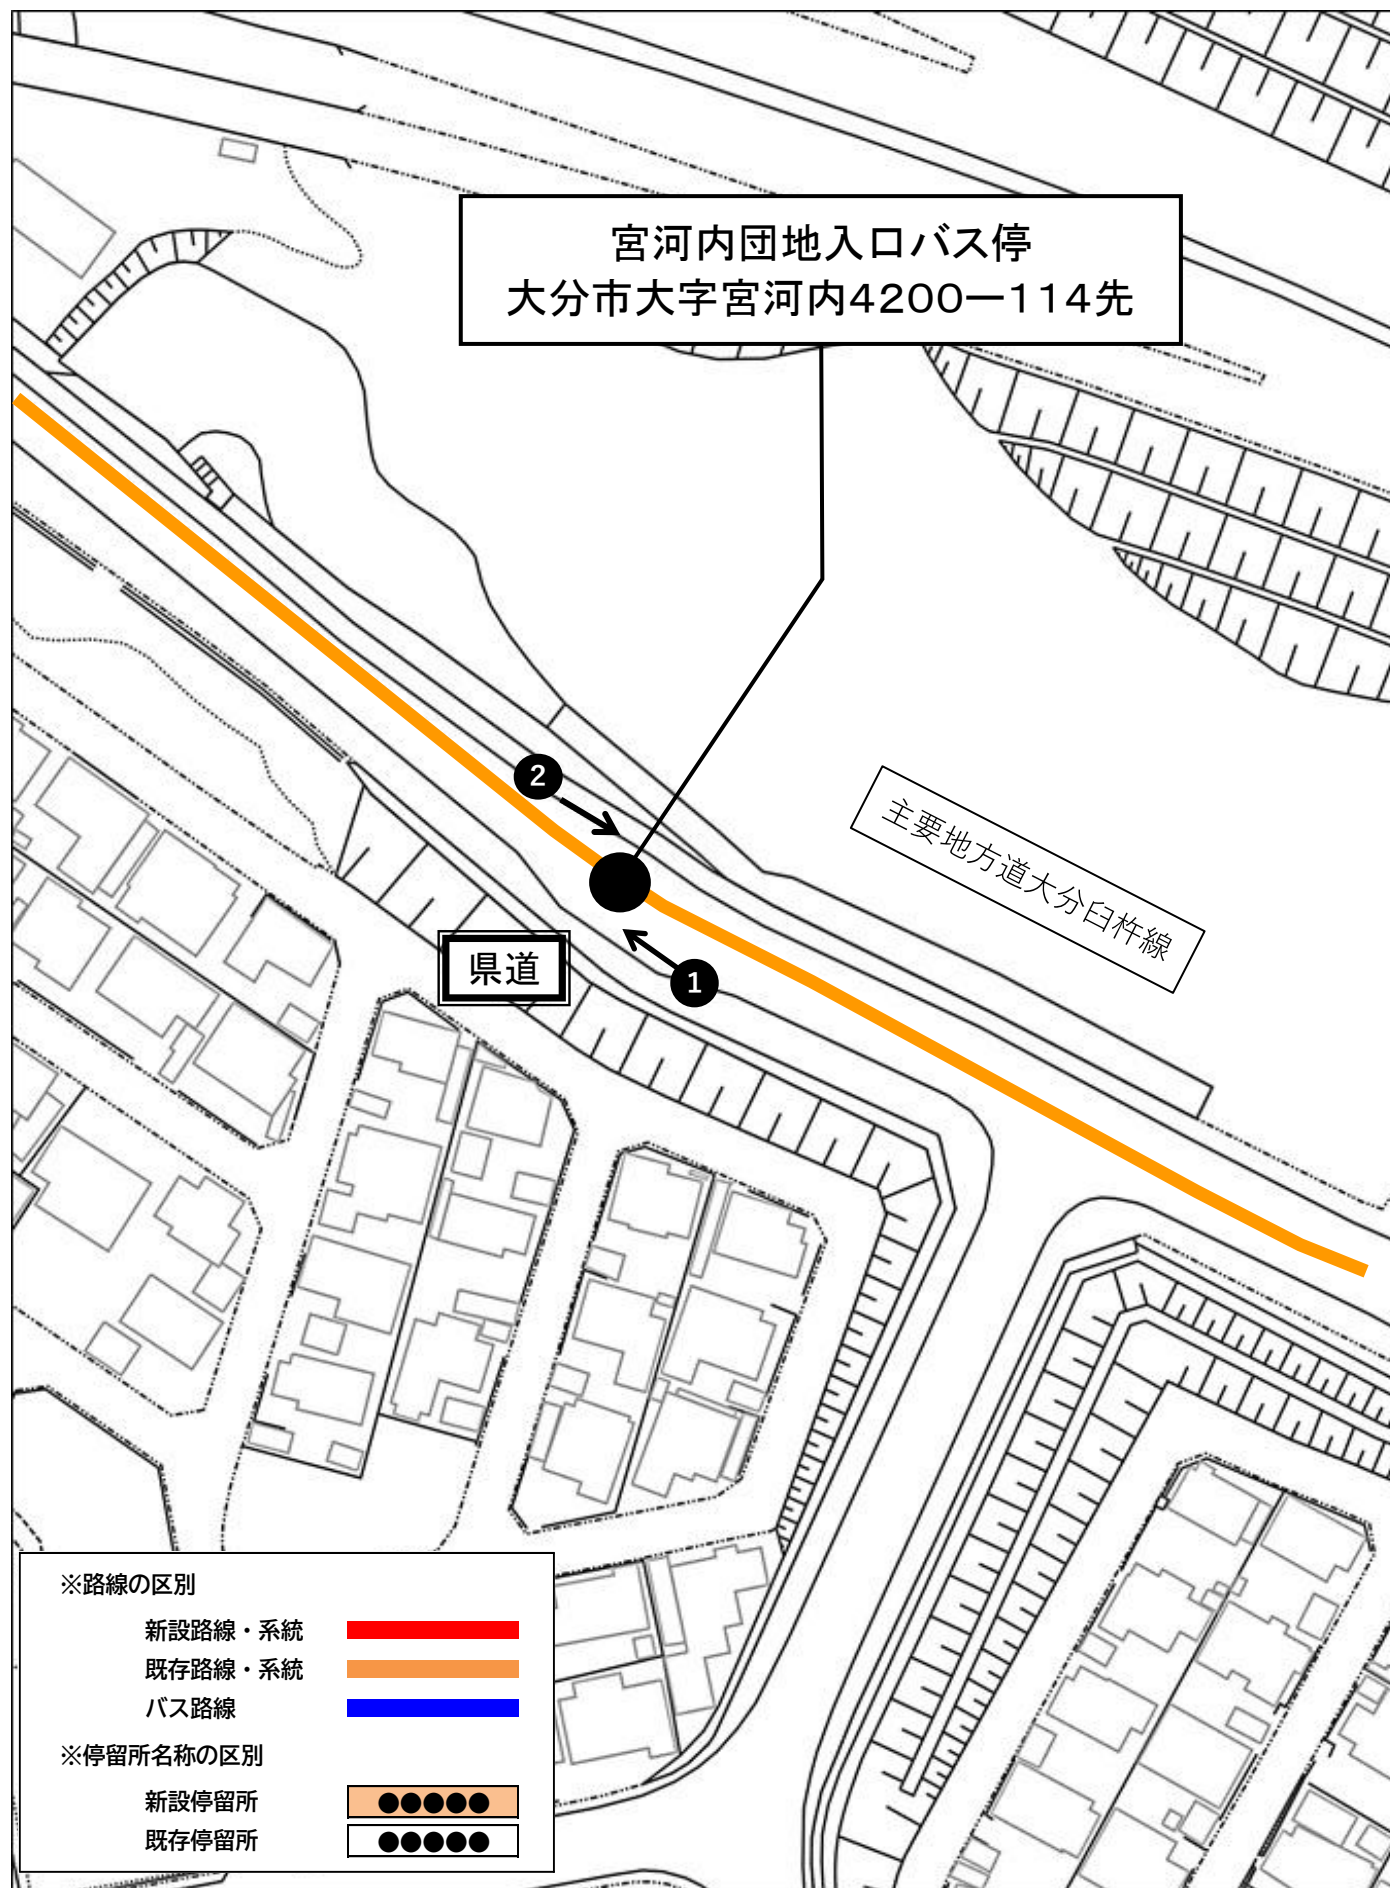 宮河内団地入口バス停
大分市大字宮河内4200ー114先
2
主要地方道大分臼杵線
県道
1
※路線の区別
新設路線・系統
既存路線・系統
バス路線
※停留所名称の区別
新設停留所 ●●●●●
既存停留所 ●●●●●